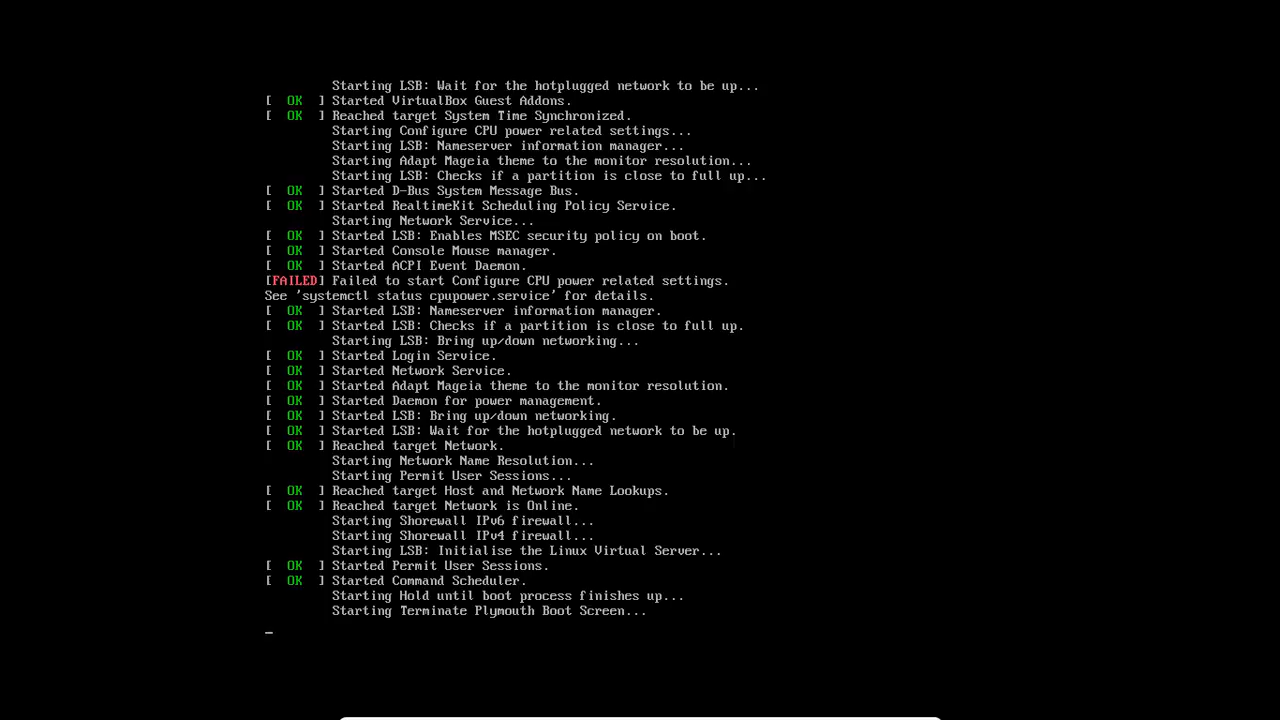 Starting LSB: Wait for the hotplugged network to be up...
[  OK  ] Started VirtualBox Guest Addons.
[  OK  ] Reached target System Time Synchronized.
Starting Configure CPU power related settings...
Starting LSB: Nameserver information manager...
Starting Adapt Mageia theme to the monitor resolution...
Starting LSB: Checks if a partition is close to full up...
[  OK  ] Started D-Bus System Message Bus.
[  OK  ] Started RealtimeKit Scheduling Policy Service.
Starting Network Service...
[  OK  ] Started LSB: Enables MSEC security policy on boot.
[  OK  ] Started Console Mouse manager.
[  OK  ] Started ACPI Event Daemon.
[FAILED] Failed to start Configure CPU power related settings.
See 'systemctl status cpupower.service' for details.
[  OK  ] Started LSB: Nameserver information manager.
[  OK  ] Started LSB: Checks if a partition is close to full up.
Starting LSB: Bring up/down networking...
[  OK  ] Started Login Service.
[  OK  ] Started Network Service.
[  OK  ] Started Adapt Mageia theme to the monitor resolution.
[  OK  ] Started Daemon for power management.
[  OK  ] Started LSB: Bring up/down networking.
[  OK  ] Started LSB: Wait for the hotplugged network to be up.
[  OK  ] Reached target Network.
Starting Network Name Resolution...
Starting Permit User Sessions...
[  OK  ] Reached target Host and Network Name Lookups.
[  OK  ] Reached target Network is Online.
Starting Shorewall IPv6 firewall...
Starting Shorewall IPv4 firewall...
Starting LSB: Initialise the Linux Virtual Server...
[  OK  ] Started Permit User Sessions.
[  OK  ] Started Command Scheduler.
Starting Hold until boot process finishes up...
Starting Terminate Plymouth Boot Screen...
_